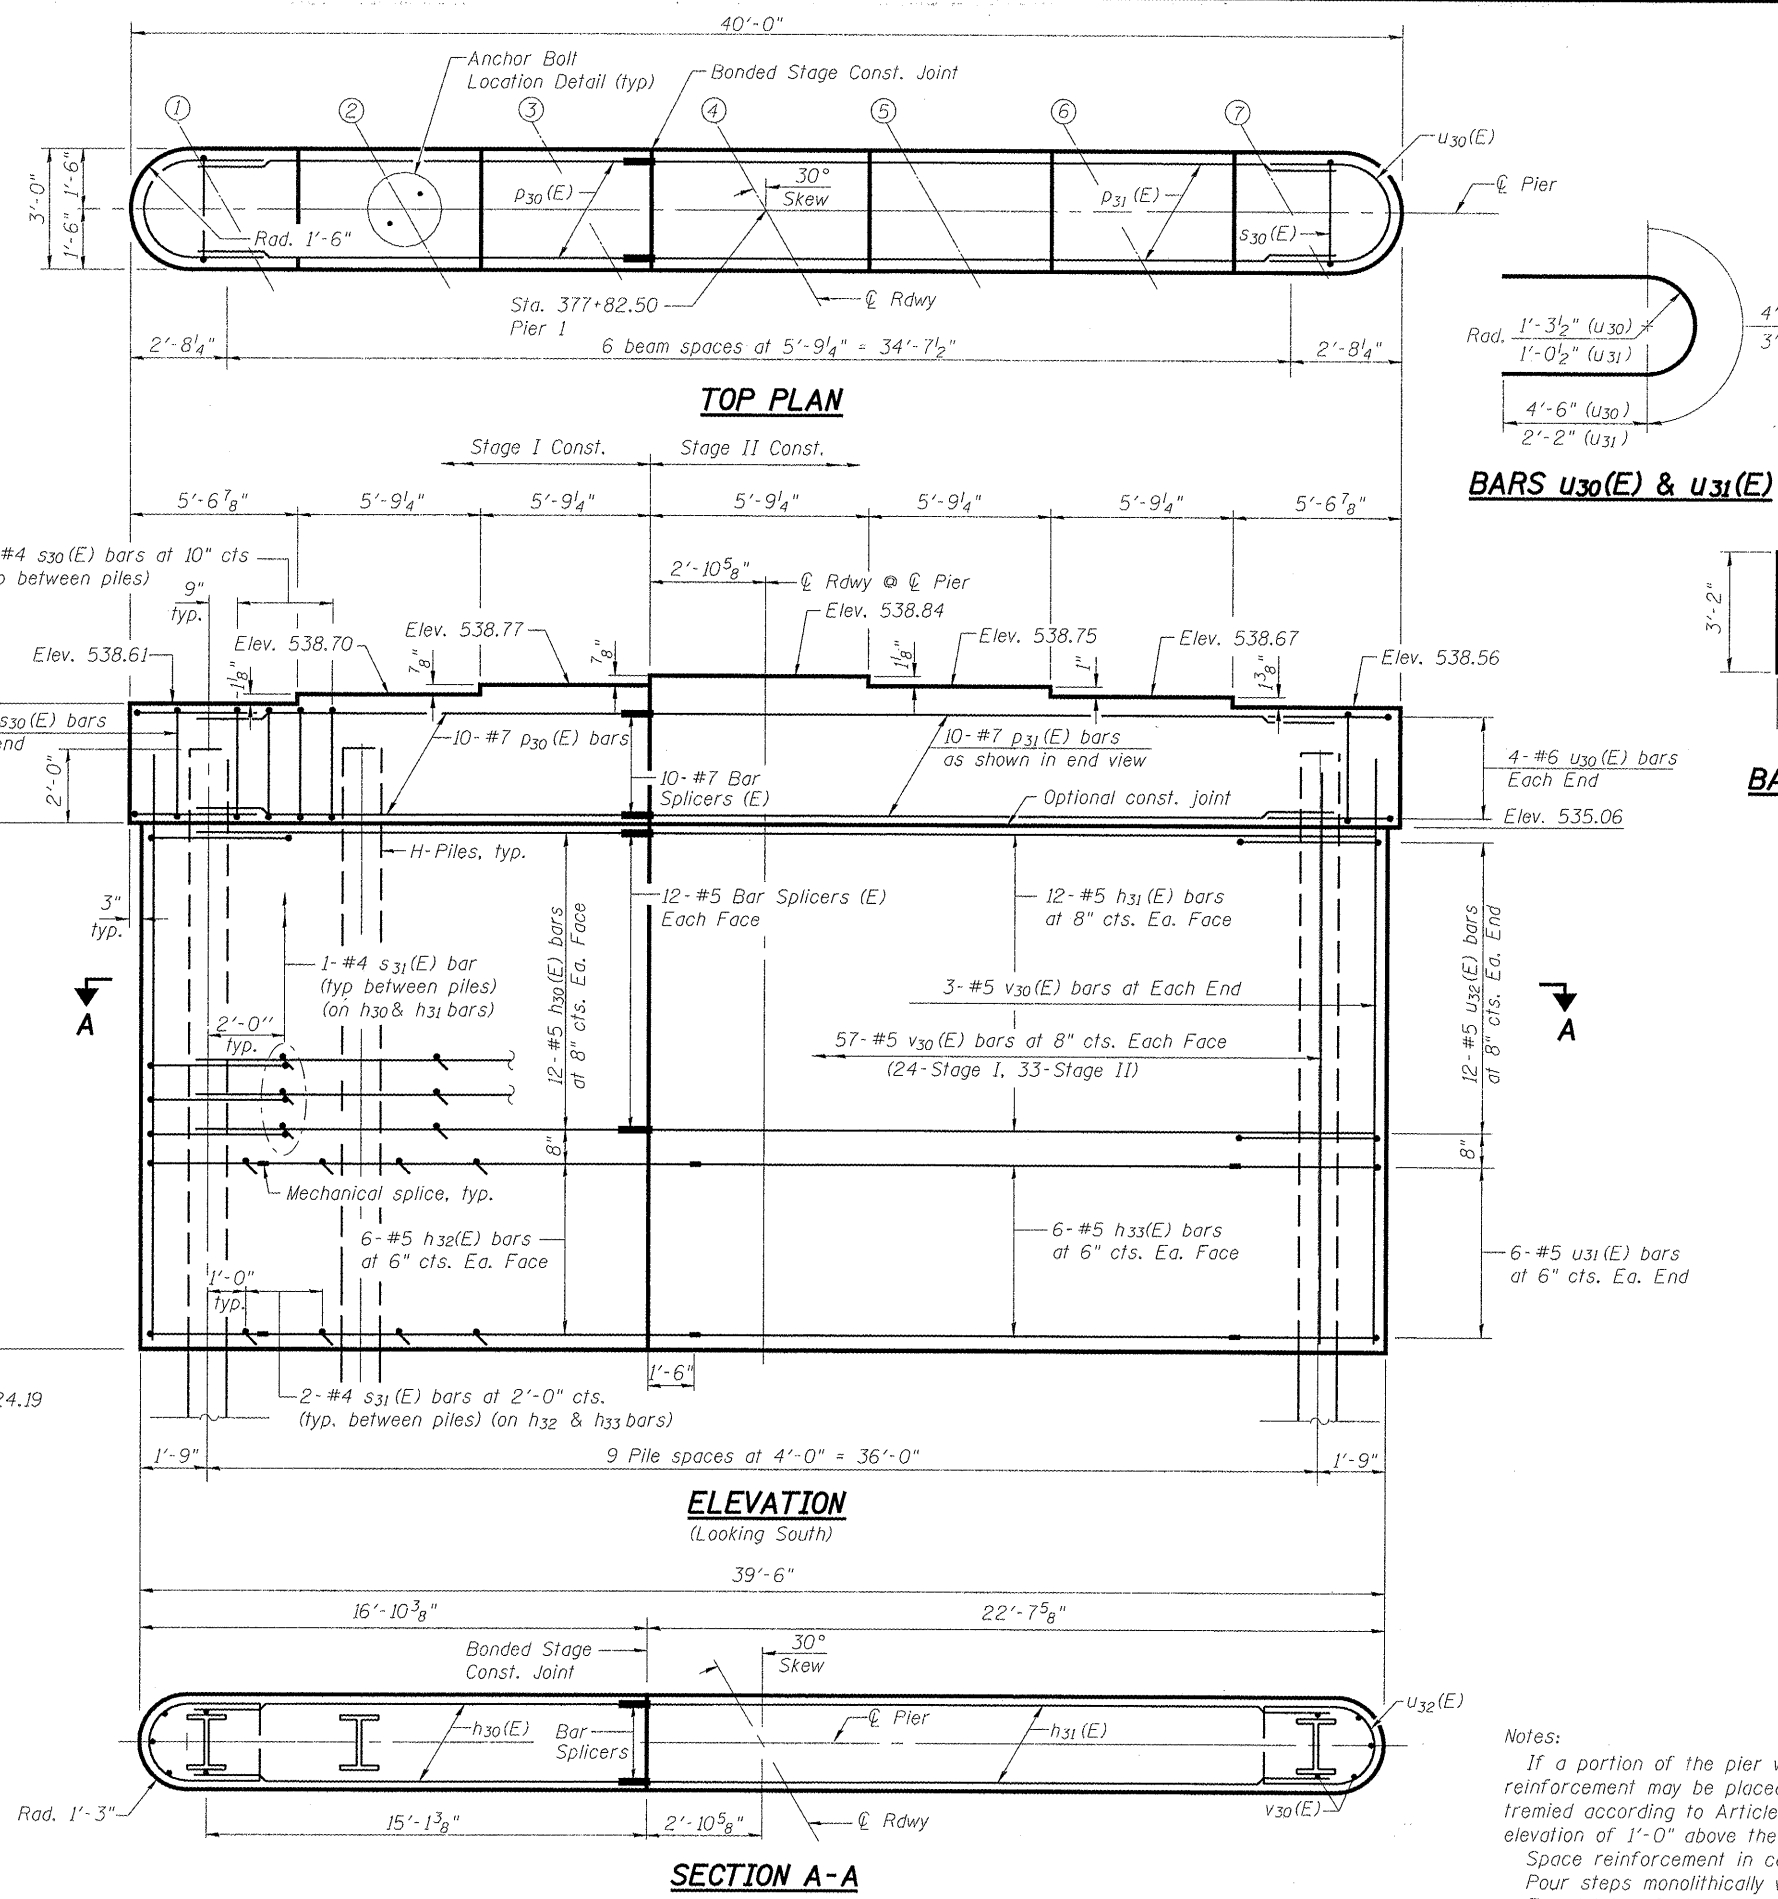 40'-0"
Anchor Bolt
Location Detail (typ)
Bonded Stage Const. Joint
1
2
3
4
5
6
7
u30(E)
3'-0"
1'-6"
1'-6"
p30(E)
30°
Skew
p31(E)
℄ Pier
Rad. 1'-6"
s30(E)
Sta. 377+82.50
Pier 1
℄ Rdwy
2'-8¼"
6 beam spaces at 5'-9¼" = 34'-7½"
2'-8¼"
TOP PLAN
Rad.
1'-3½" (u30)
1'-0½" (u31)
4'-6" (u30)
2'-2" (u31)
BARS u30(E) & u31(E)
Stage I Const.
Stage II Const.
5'-6⅞"
5'-9¼"
5'-9¼"
5'-9¼"
5'-9¼"
5'-9¼"
5'-6⅞"
#4 s30(E) bars at 10" cts
between piles)
9"
typ.
2'-10⅝"
℄ Rdwy @ ℄ Pier
Elev. 538.84
Elev. 538.77
Elev. 538.70
Elev. 538.61
Elev. 538.75
Elev. 538.67
Elev. 538.56
1⅛"
⅞"
⅞"
1⅛"
1"
1⅜"
3'-2"
s30(E) bars
2'-0"
10-#7 p30(E) bars
10-#7 p31(E) bars
as shown in end view
4-#6 u30(E) bars
Each End
10-#7 Bar
Splicers (E)
Optional const. joint
Elev. 535.06
H-Piles, typ.
3"
typ.
12-#5 Bar Splicers (E)
Each Face
12-#5 h30(E) bars
at 8" cts. Ea. Face
12-#5 h31(E) bars
at 8" cts. Ea. Face
12-#5 u32(E) bars
at 8" cts. Ea. End
1-#4 s31(E) bar
(typ between piles)
(on h30 & h31 bars)
A
A
3-#5 v30(E) bars at Each End
2'-0"
typ.
57-#5 v30(E) bars at 8" cts. Each Face
(24-Stage I, 33-Stage II)
8"
8"
Mechanical splice, typ.
6-#5 h32(E) bars
at 6" cts. Ea. Face
6-#5 h33(E) bars
at 6" cts. Ea. Face
6-#5 u31(E) bars
at 6" cts. Ea. End
1'-0"
typ.
1'-6"
24.19
2-#4 s31(E) bars at 2'-0" cts.
(typ. between piles) (on h32 & h33 bars)
1'-9"
9 Pile spaces at 4'-0" = 36'-0"
1'-9"
ELEVATION
(Looking South)
39'-6"
16'-10⅜"
22'-7⅝"
Bonded Stage
Const. Joint
30°
Skew
u32(E)
h30(E)
Bar
Splicers
℄ Pier
h31(E)
Rad. 1'-3"
v30(E)
15'-1⅜"
2'-10⅝"
℄ Rdwy
SECTION A-A
Notes:
If a portion of the pier
reinforcement may be placed
tremied according to Article
elevation of 1'-0" above the
Space reinforcement in
Pour steps monolithically